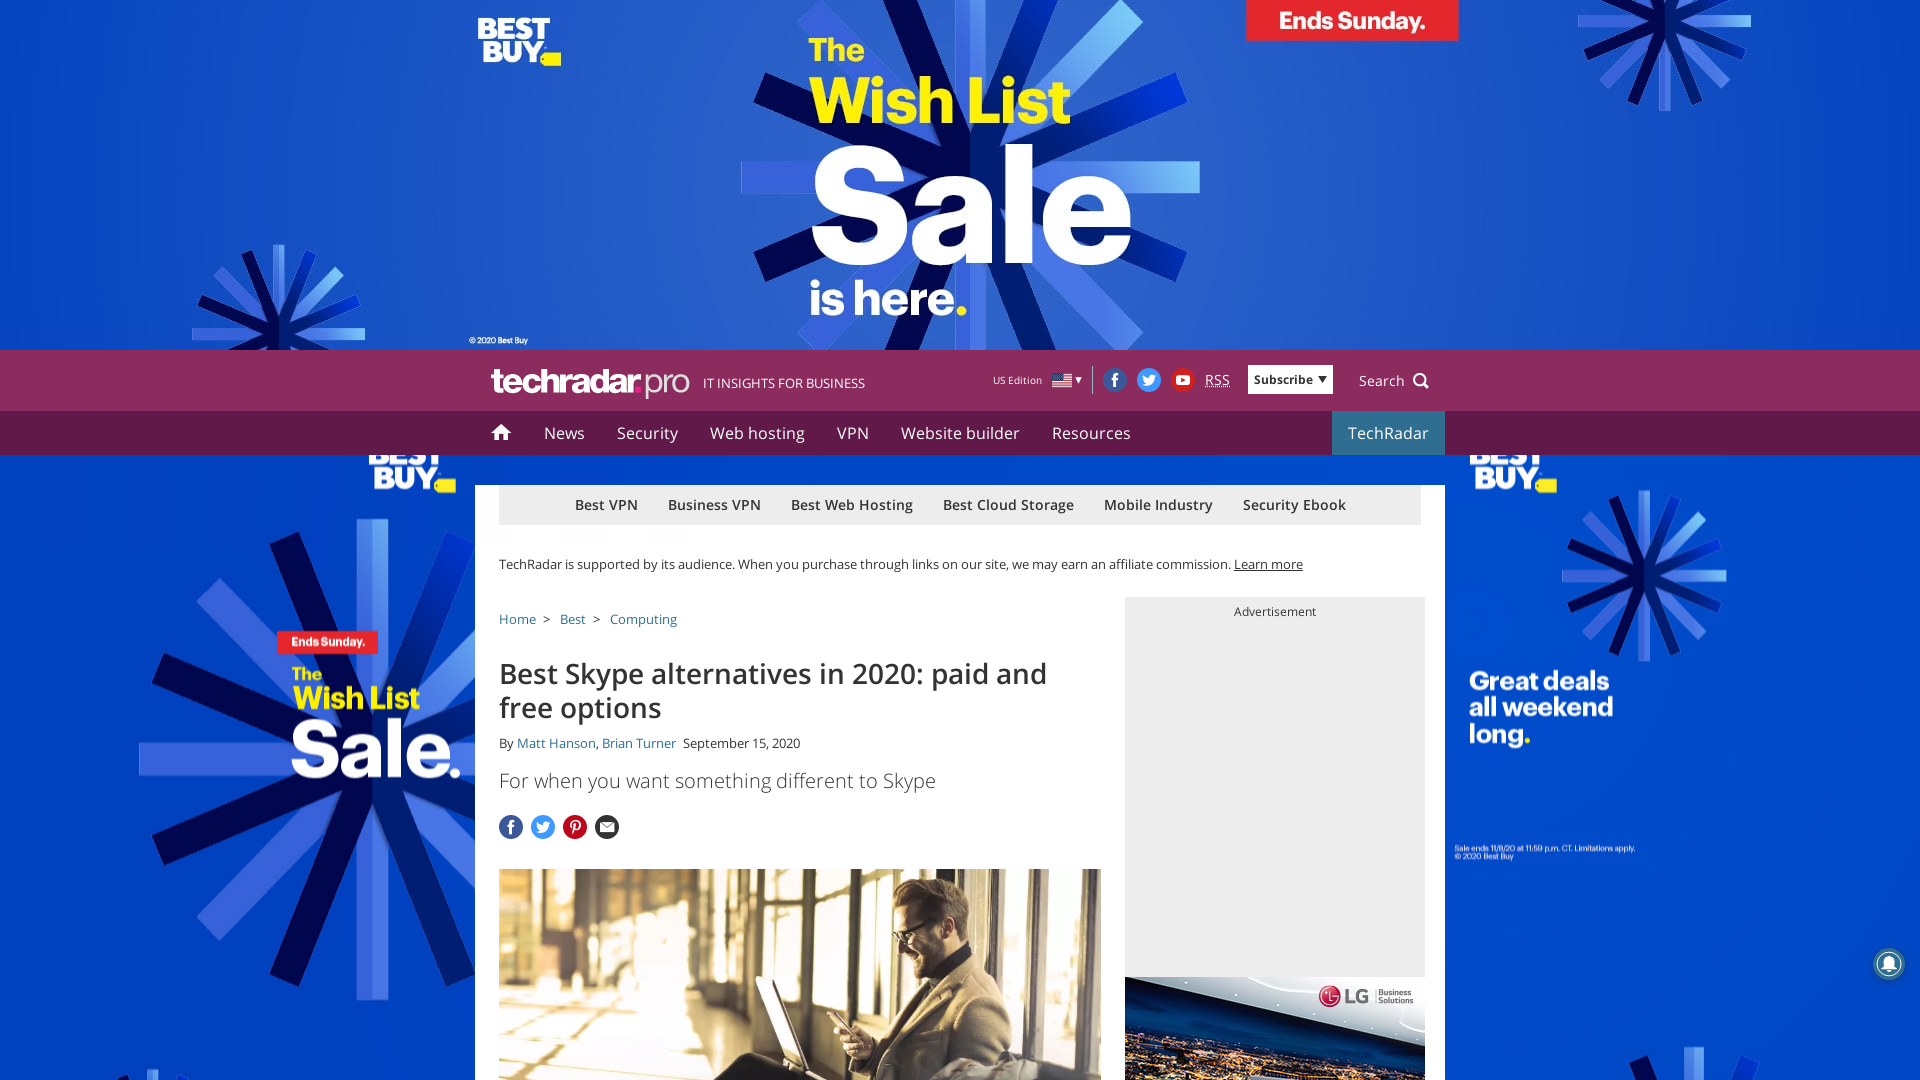 BEST
BUY
Ends Sunday.
The
Wish List
Sale
is here.
© 2020 Best Buy
techradar.pro IT INSIGHTS FOR BUSINESS
US Edition ▼
RSS
Subscribe ▼
Search
News Security Web hosting VPN Website builder Resources TechRadar
BEST
BUY
BEST
BUY
Best VPN Business VPN Best Web Hosting Best Cloud Storage Mobile Industry Security Ebook
TechRadar is supported by its audience. When you purchase through links on our site, we may earn an affiliate commission. Learn more
Home > Best > Computing
Advertisement
Best Skype alternatives in 2020: paid and
free options
By Matt Hanson, Brian Turner September 15, 2020
For when you want something different to Skype
Ends Sunday.
The
Wish List
Sale.
Great deals
all weekend
long.
Sale ends 11/8/20 at 11:59 p.m. CT. Limitations apply.
© 2020 Best Buy
LG Business
Solutions